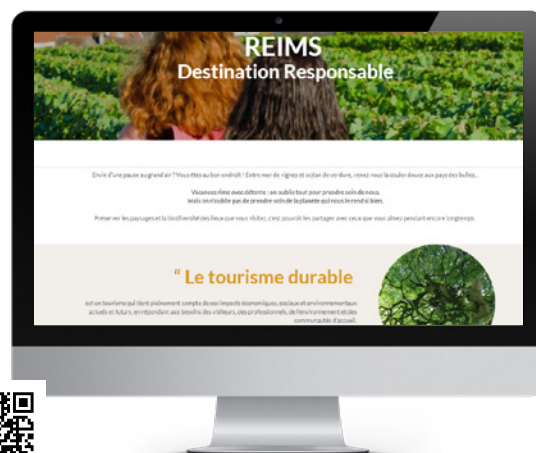 REIMS
Destination Responsable
Envie d'une pause au grand air ? Vous êtes au bon endroit ! Entre mer de vignes et océan de verdure, venez vous la couler douce au pays des bulles...
Vacances rime avec détente : on oublie tout pour prendre soin de nous.
Mais on n'oublie pas de prendre soin de la planète qui nous le rend si bien.
Préserver les paysages et la biodiversité des lieux que vous visitez, c'est pouvoir les partager avec ceux que vous aimez pendant encore longtemps.
“ Le tourisme durable
est un tourisme qui tient pleinement compte de ses impacts économiques, sociaux et environnementaux
actuels et futurs, en répondant aux besoins des visiteurs, des professionnels, de l'environnement et des
communautés d'accueil.